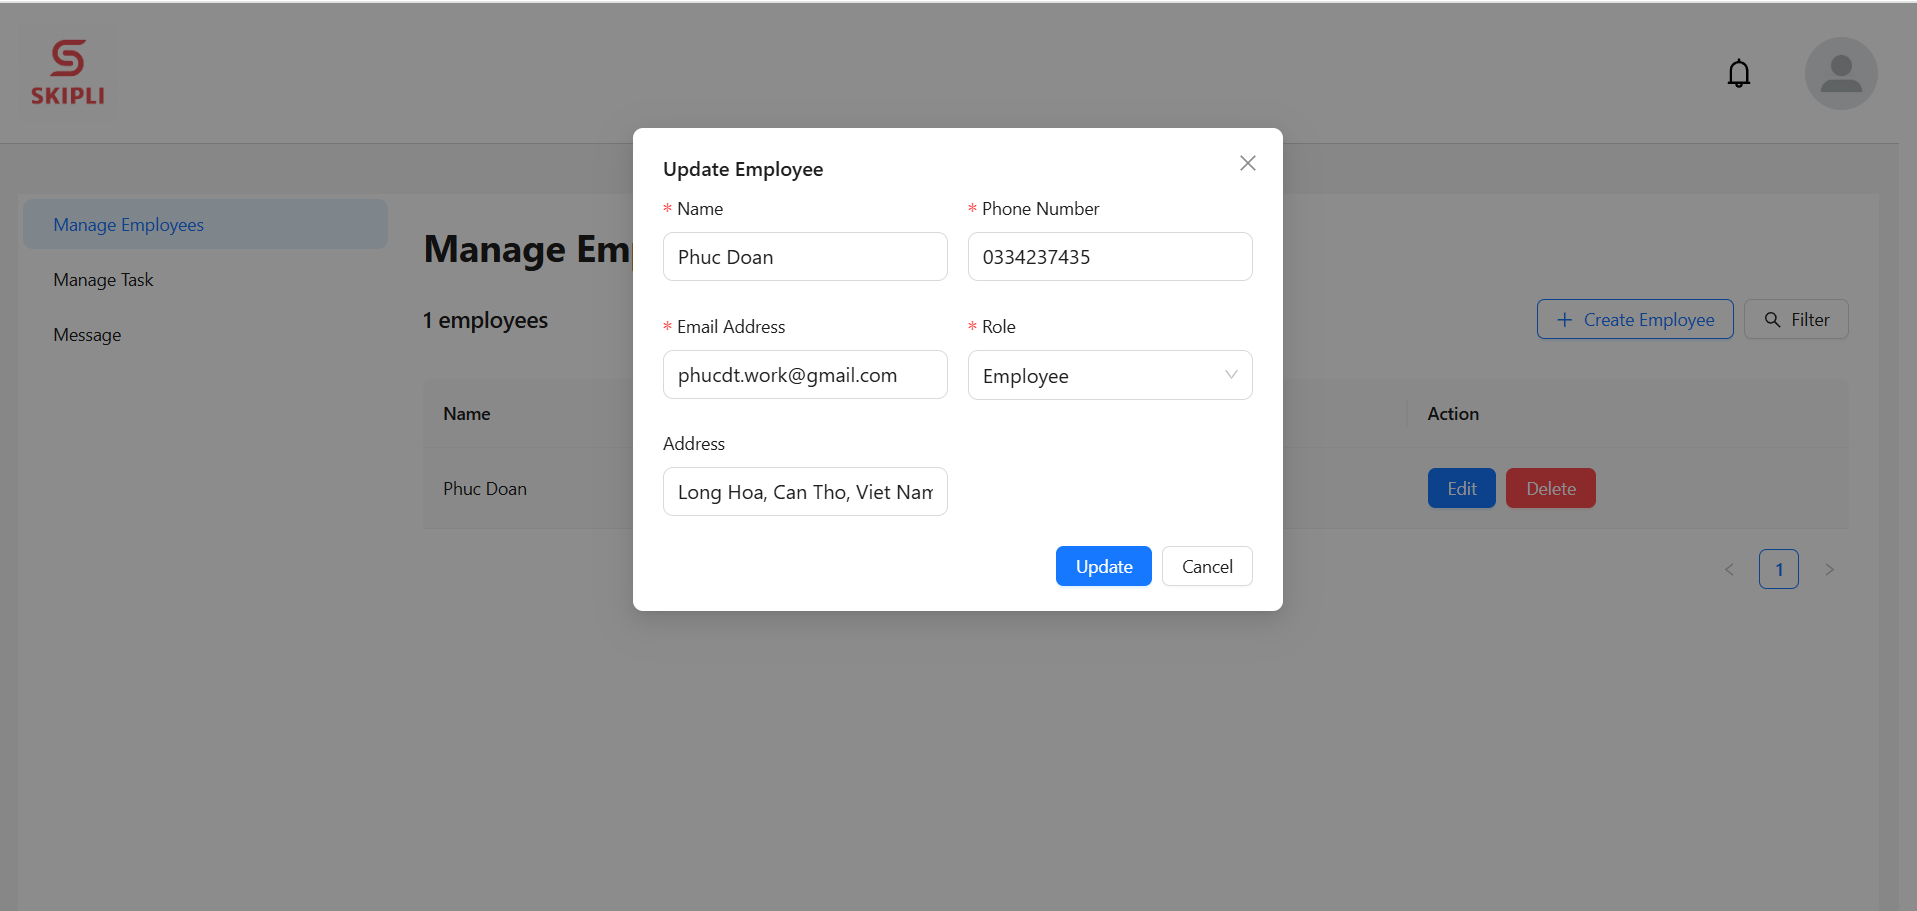 SKIPLI
Manage Employees
Manage Task
Message
Manage Em
1 employees
Create Employee
Filter
Name
Action
Phuc Doan
Edit
Delete
1
Update Employee
* Name
* Phone Number
Phuc Doan
0334237435
* Email Address
* Role
phucdt.work@gmail.com
Employee
Address
Long Hoa, Can Tho, Viet Nam
Update
Cancel